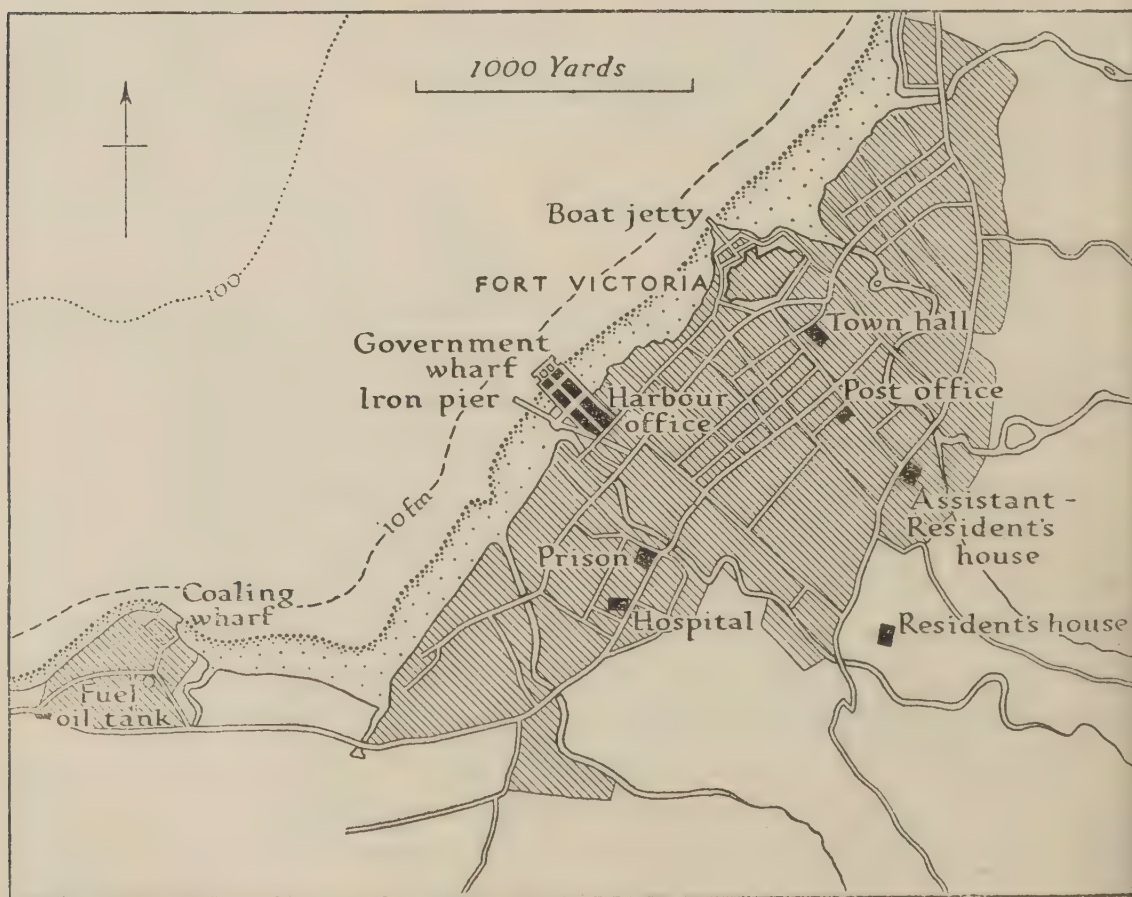 1000 Yards
100
Boat jetty
FORT VICTORIA
Town hall
Government
wharf
Iron pier
Harbour
office
Post office
10 fm
Assistant-
Resident's
house
Prison
Coaling
wharf
Hospital
Resident's house
Fuel
oil tank